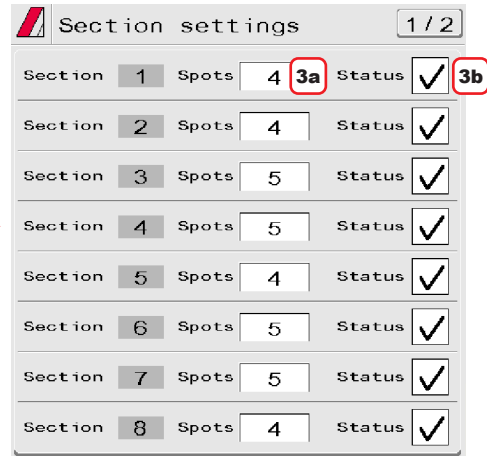 Section settings 1/2
Section 1 Spots 4 3a Status ✓ 3b
Section 2 Spots 4 Status ✓
Section 3 Spots 5 Status ✓
Section 4 Spots 5 Status ✓
Section 5 Spots 4 Status ✓
Section 6 Spots 5 Status ✓
Section 7 Spots 5 Status ✓
Section 8 Spots 4 Status ✓